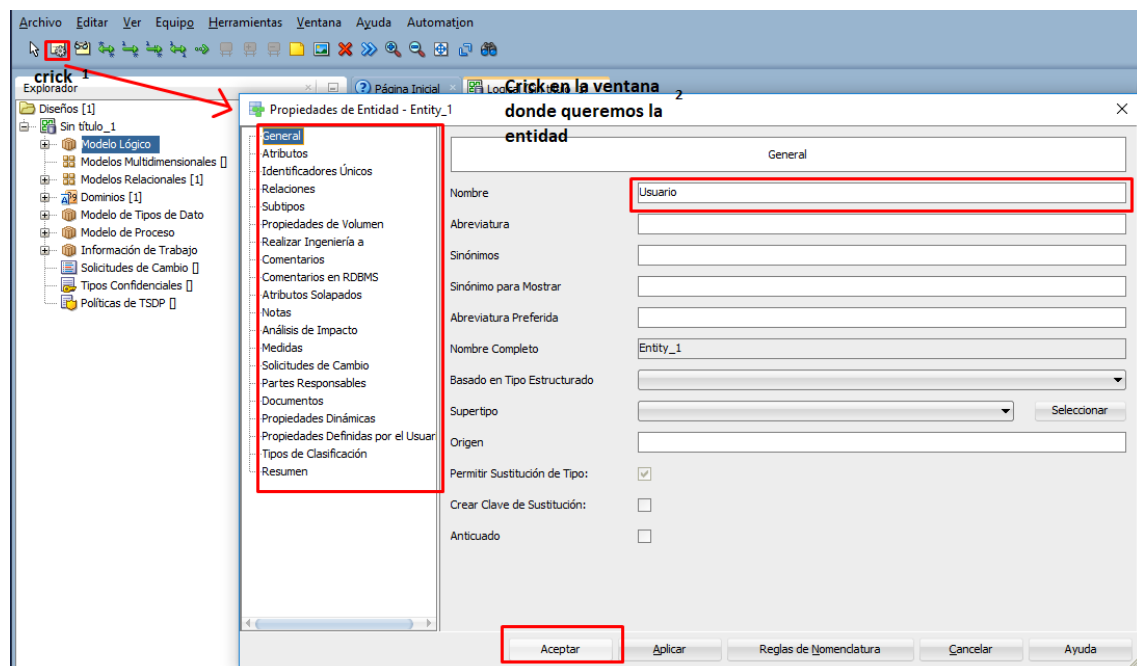 Archivo Editar Ver Equipo Herramientas Ventana Ayuda Automation
crick 1
Explorador
Página Inicial
Crick en la ventana 2
donde queremos la
entidad
Diseños [1]
Sin título_1
Modelo Lógico
Modelos Multidimensionales []
Modelos Relacionales [1]
Dominios [1]
Modelo de Tipos de Dato
Modelo de Proceso
Información de Trabajo
Solicitudes de Cambio []
Tipos Confidenciales []
Políticas de TSDP []
Propiedades de Entidad - Entity_1
General
Atributos
Identificadores Únicos
Relaciones
Subtipos
Propiedades de Volumen
Realizar Ingeniería a
Comentarios
Comentarios en RDBMS
Atributos Solapados
Notas
Análisis de Impacto
Medidas
Solicitudes de Cambio
Partes Responsables
Documentos
Propiedades Dinámicas
Propiedades Definidas por el Usuar
Tipos de Clasificación
Resumen
General
Nombre Usuario
Abreviatura
Sinónimos
Sinónimo para Mostrar
Abreviatura Preferida
Nombre Completo Entity_1
Basado en Tipo Estructurado
Supertipo Seleccionar
Origen
Permitir Sustitución de Tipo:
Crear Clave de Sustitución:
Anticuado
Aceptar Aplicar Reglas de Nomenclatura Cancelar Ayuda